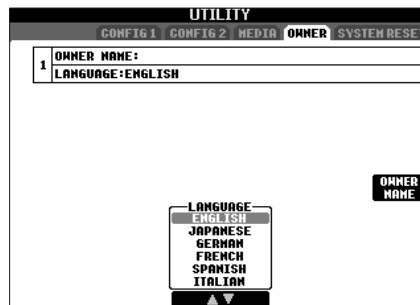 UTILITY
CONFIG 1 CONFIG 2 MEDIA OWNER SYSTEM RESET
1
OWNER NAME:
LANGUAGE:ENGLISH
OWNER
NAME
LANGUAGE
ENGLISH
JAPANESE
GERMAN
FRENCH
SPANISH
ITALIAN